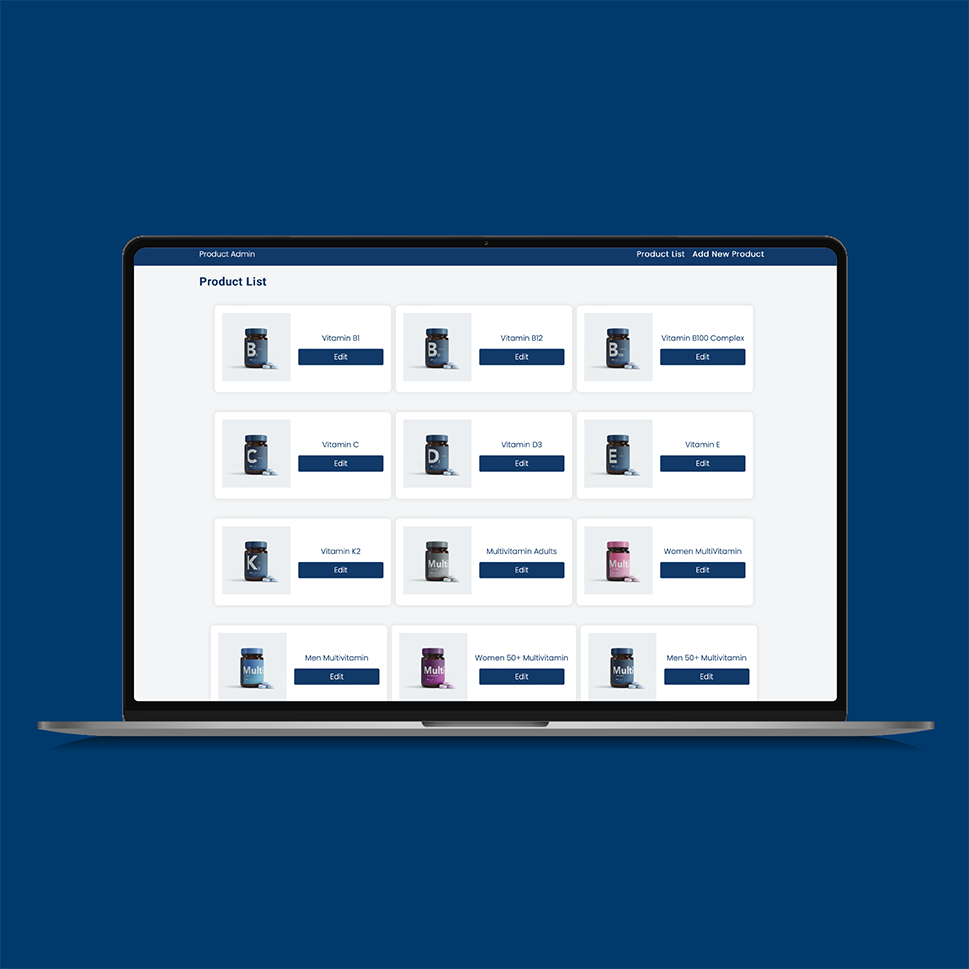 Product Admin
Product List Add New Product
Product List
Vitamin B1
Vitamin B12
Vitamin B100 Complex
B
Edit
B
Edit
B
Edit
Vitamin C
Vitamin D3
Vitamin E
C
Edit
D
Edit
E
Edit
Vitamin K2
Multivitamin Adults
Women MultiVitamin
K
Edit
Multi
Edit
Multi
Edit
Men Multivitamin
Women 50+ Multivitamin
Men 50+ Multivitamin
Multi
Edit
Multi
Edit
Multi
Edit